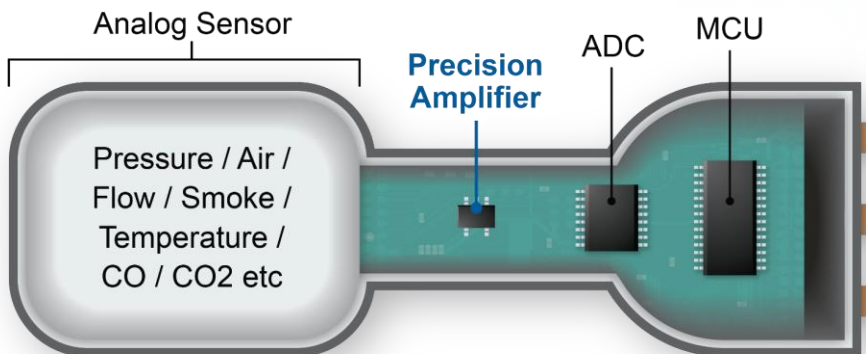 Analog Sensor
Precision
Amplifier
ADC
MCU
Pressure / Air /
Flow / Smoke /
Temperature /
CO / CO2 etc